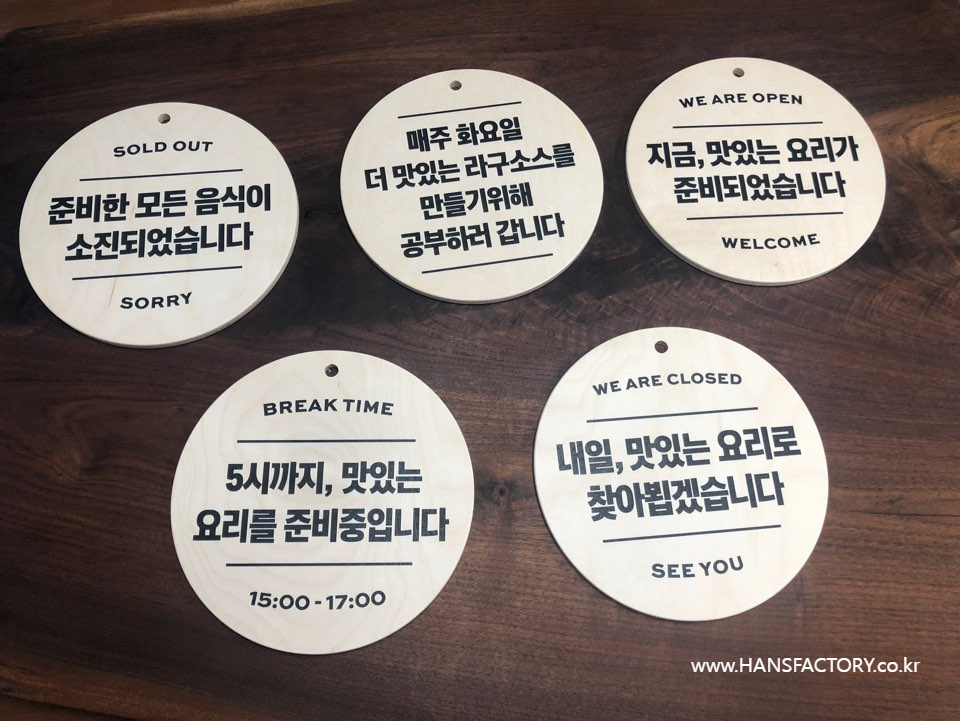 SOLD OUT
준비한 모든 음식이
소진되었습니다
SORRY
매주 화요일
더 맛있는 라구소스를
만들기위해
공부하러 갑니다
WE ARE OPEN
지금, 맛있는 요리가
준비되었습니다
WELCOME
BREAK TIME
5시까지, 맛있는
요리를 준비중입니다
15:00 - 17:00
WE ARE CLOSED
내일, 맛있는 요리로
찾아뵙겠습니다
SEE YOU
www.HANSFACTORY.co.kr